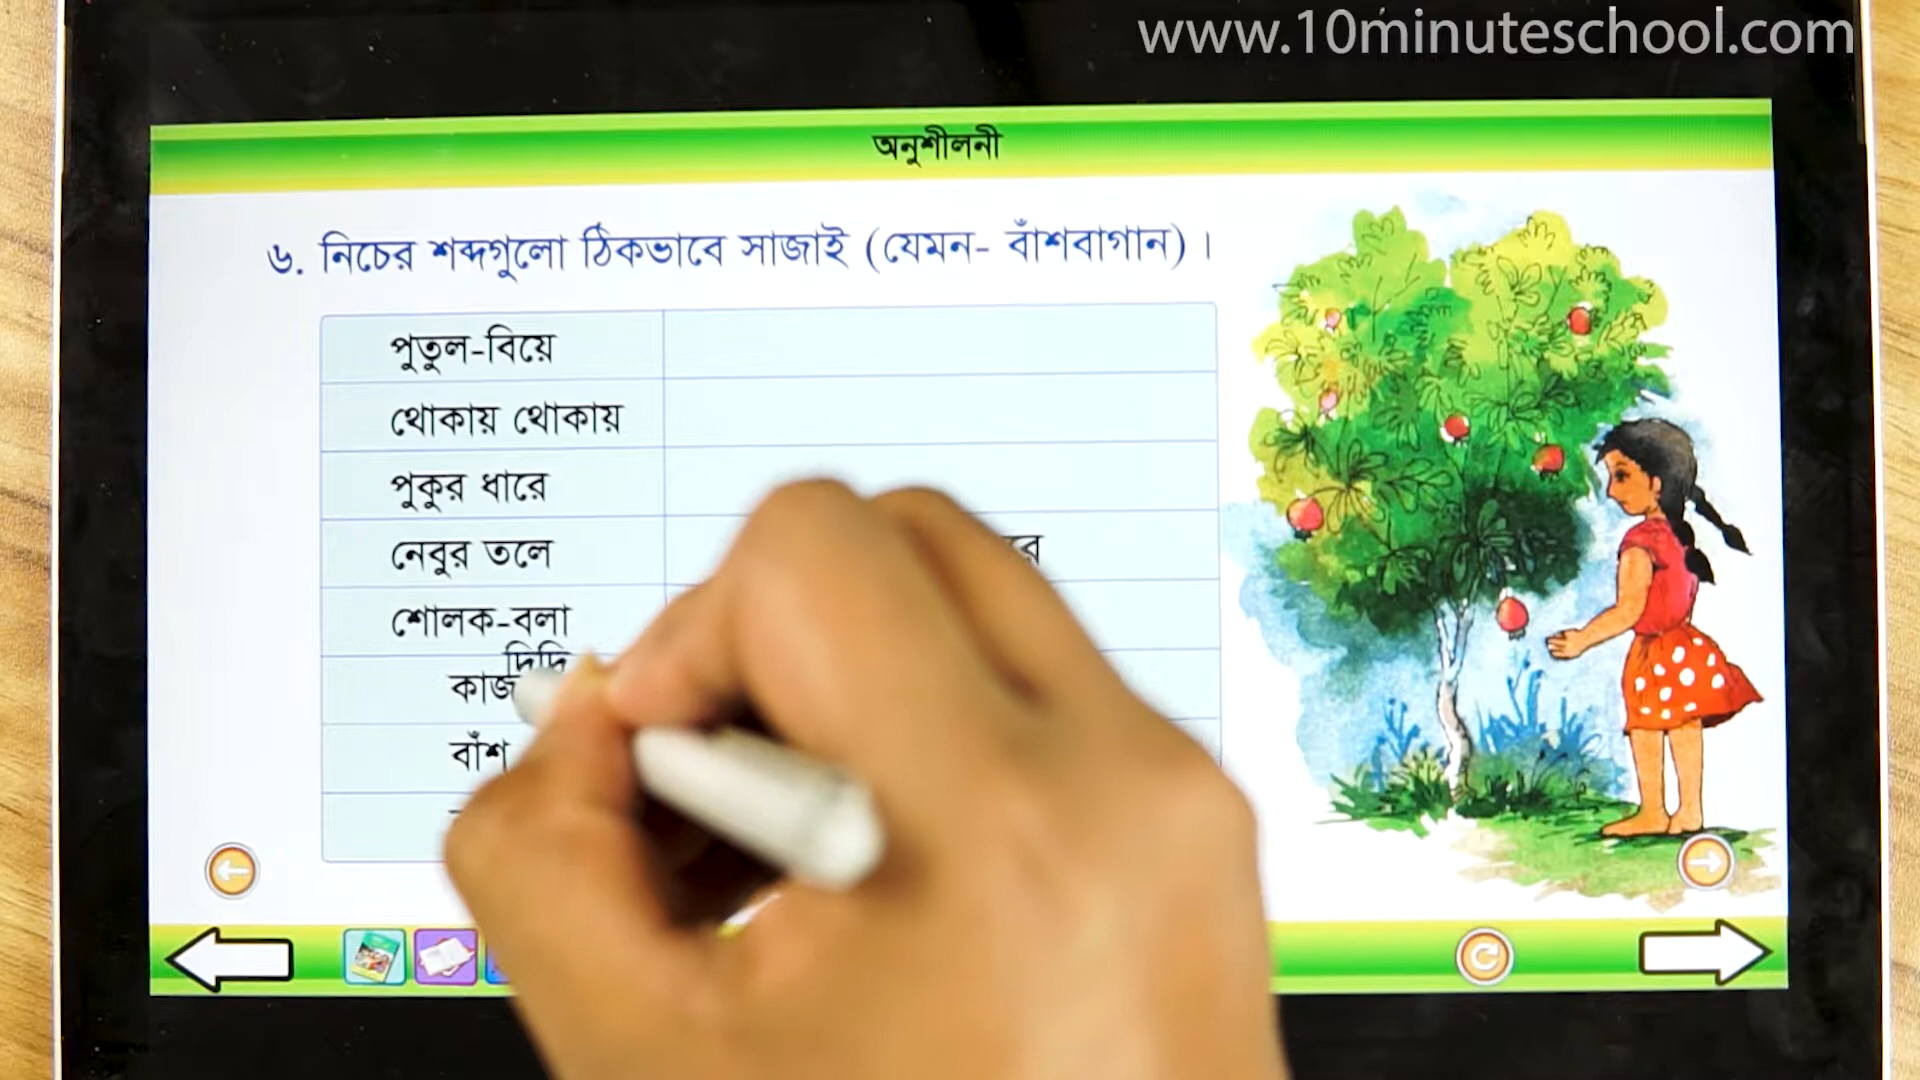 www.10minuteschool.com
অনুশীলনী
৬. নিচের শব্দগুলো ঠিকভাবে সাজাই (যেমন- বাঁশবাগান) ।
পুতুল-বিয়ে
থোকায় থোকায়
পুকুর ধারে
নেবুর তলে
শোলক-বলা
দিদি
কাজ
বাঁশ